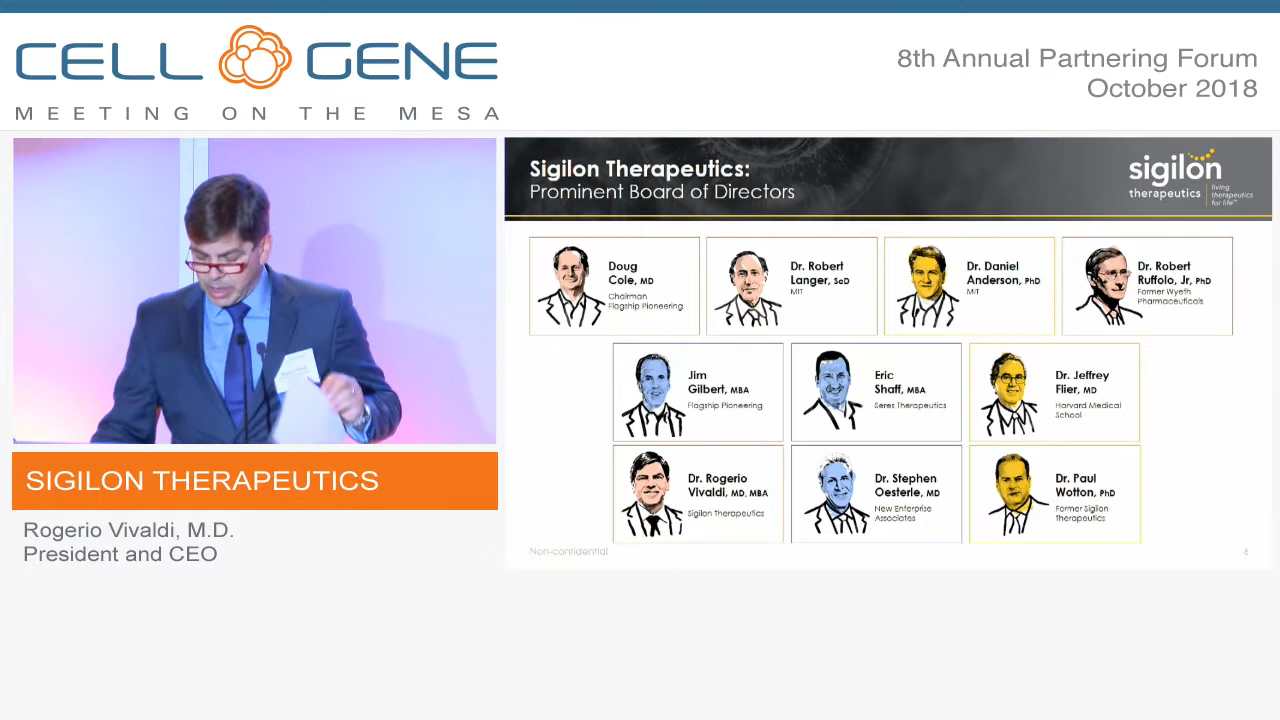 CELL GENE
MEETING ON THE MESA
8th Annual Partnering Forum
October 2018
Sigilon Therapeutics:
Prominent Board of Directors
sigilon
therapeutics
living
therapeutics
for life™
Doug
Cole, MD
Chairman
Flagship Pioneering
Dr. Robert
Langer, ScD
MIT
Dr. Daniel
Anderson, PhD
MIT
Dr. Robert
Ruffolo, Jr, PhD
Former Wyeth
Pharmaceuticals
Jim
Gilbert, MBA
Flagship Pioneering
Eric
Shaff, MBA
Seres Therapeutics
Dr. Jeffrey
Flier, MD
Harvard Medical
School
Dr. Rogerio
Vivaldi, MD, MBA
Sigilon Therapeutics
Dr. Stephen
Oesterle, MD
New Enterprise
Associates
Dr. Paul
Wotton, PhD
Former Sigilon
Therapeutics
Non-confidential
6
SIGILON THERAPEUTICS
Rogerio Vivaldi, M.D.
President and CEO